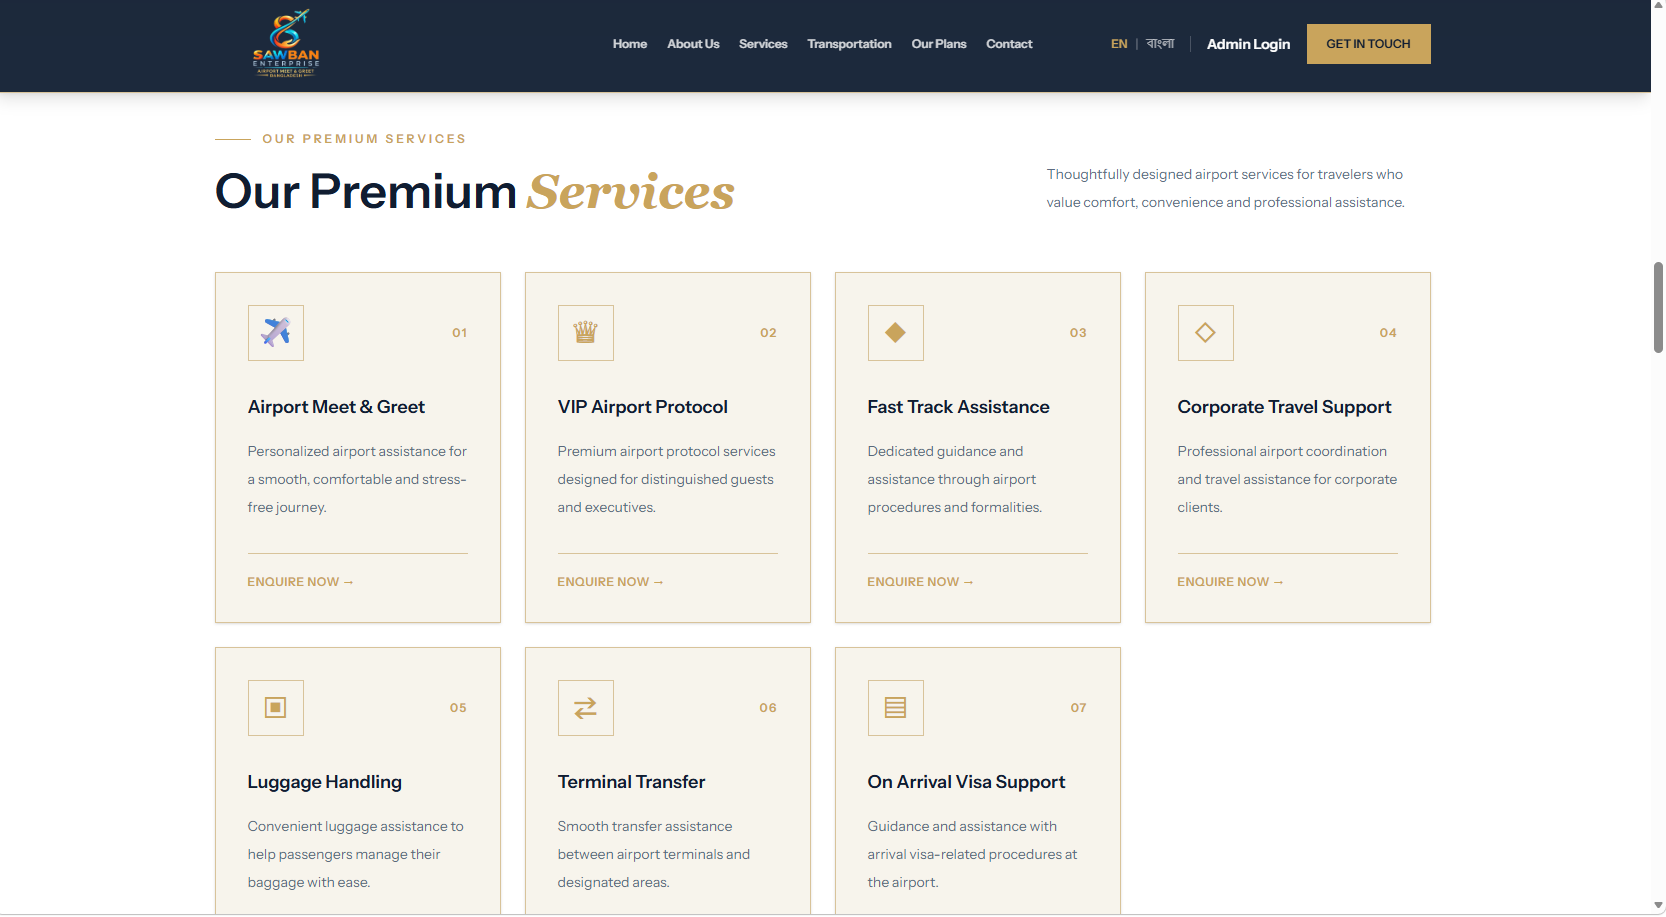 SAWBAN
ENTERPRISE
AIRPORT MEET & GREET
BANGLADESH
Home
About Us
Services
Transportation
Our Plans
Contact
EN | বাংলা
Admin Login
GET IN TOUCH
OUR PREMIUM SERVICES
Our Premium Services
Thoughtfully designed airport services for travelers who
value comfort, convenience and professional assistance.
01
Airport Meet & Greet
Personalized airport assistance for
a smooth, comfortable and stress-
free journey.
ENQUIRE NOW →
02
VIP Airport Protocol
Premium airport protocol services
designed for distinguished guests
and executives.
ENQUIRE NOW →
03
Fast Track Assistance
Dedicated guidance and
assistance through airport
procedures and formalities.
ENQUIRE NOW →
04
Corporate Travel Support
Professional airport coordination
and travel assistance for corporate
clients.
ENQUIRE NOW →
05
Luggage Handling
Convenient luggage assistance to
help passengers manage their
baggage with ease.
06
Terminal Transfer
Smooth transfer assistance
between airport terminals and
designated areas.
07
On Arrival Visa Support
Guidance and assistance with
arrival visa-related procedures at
the airport.